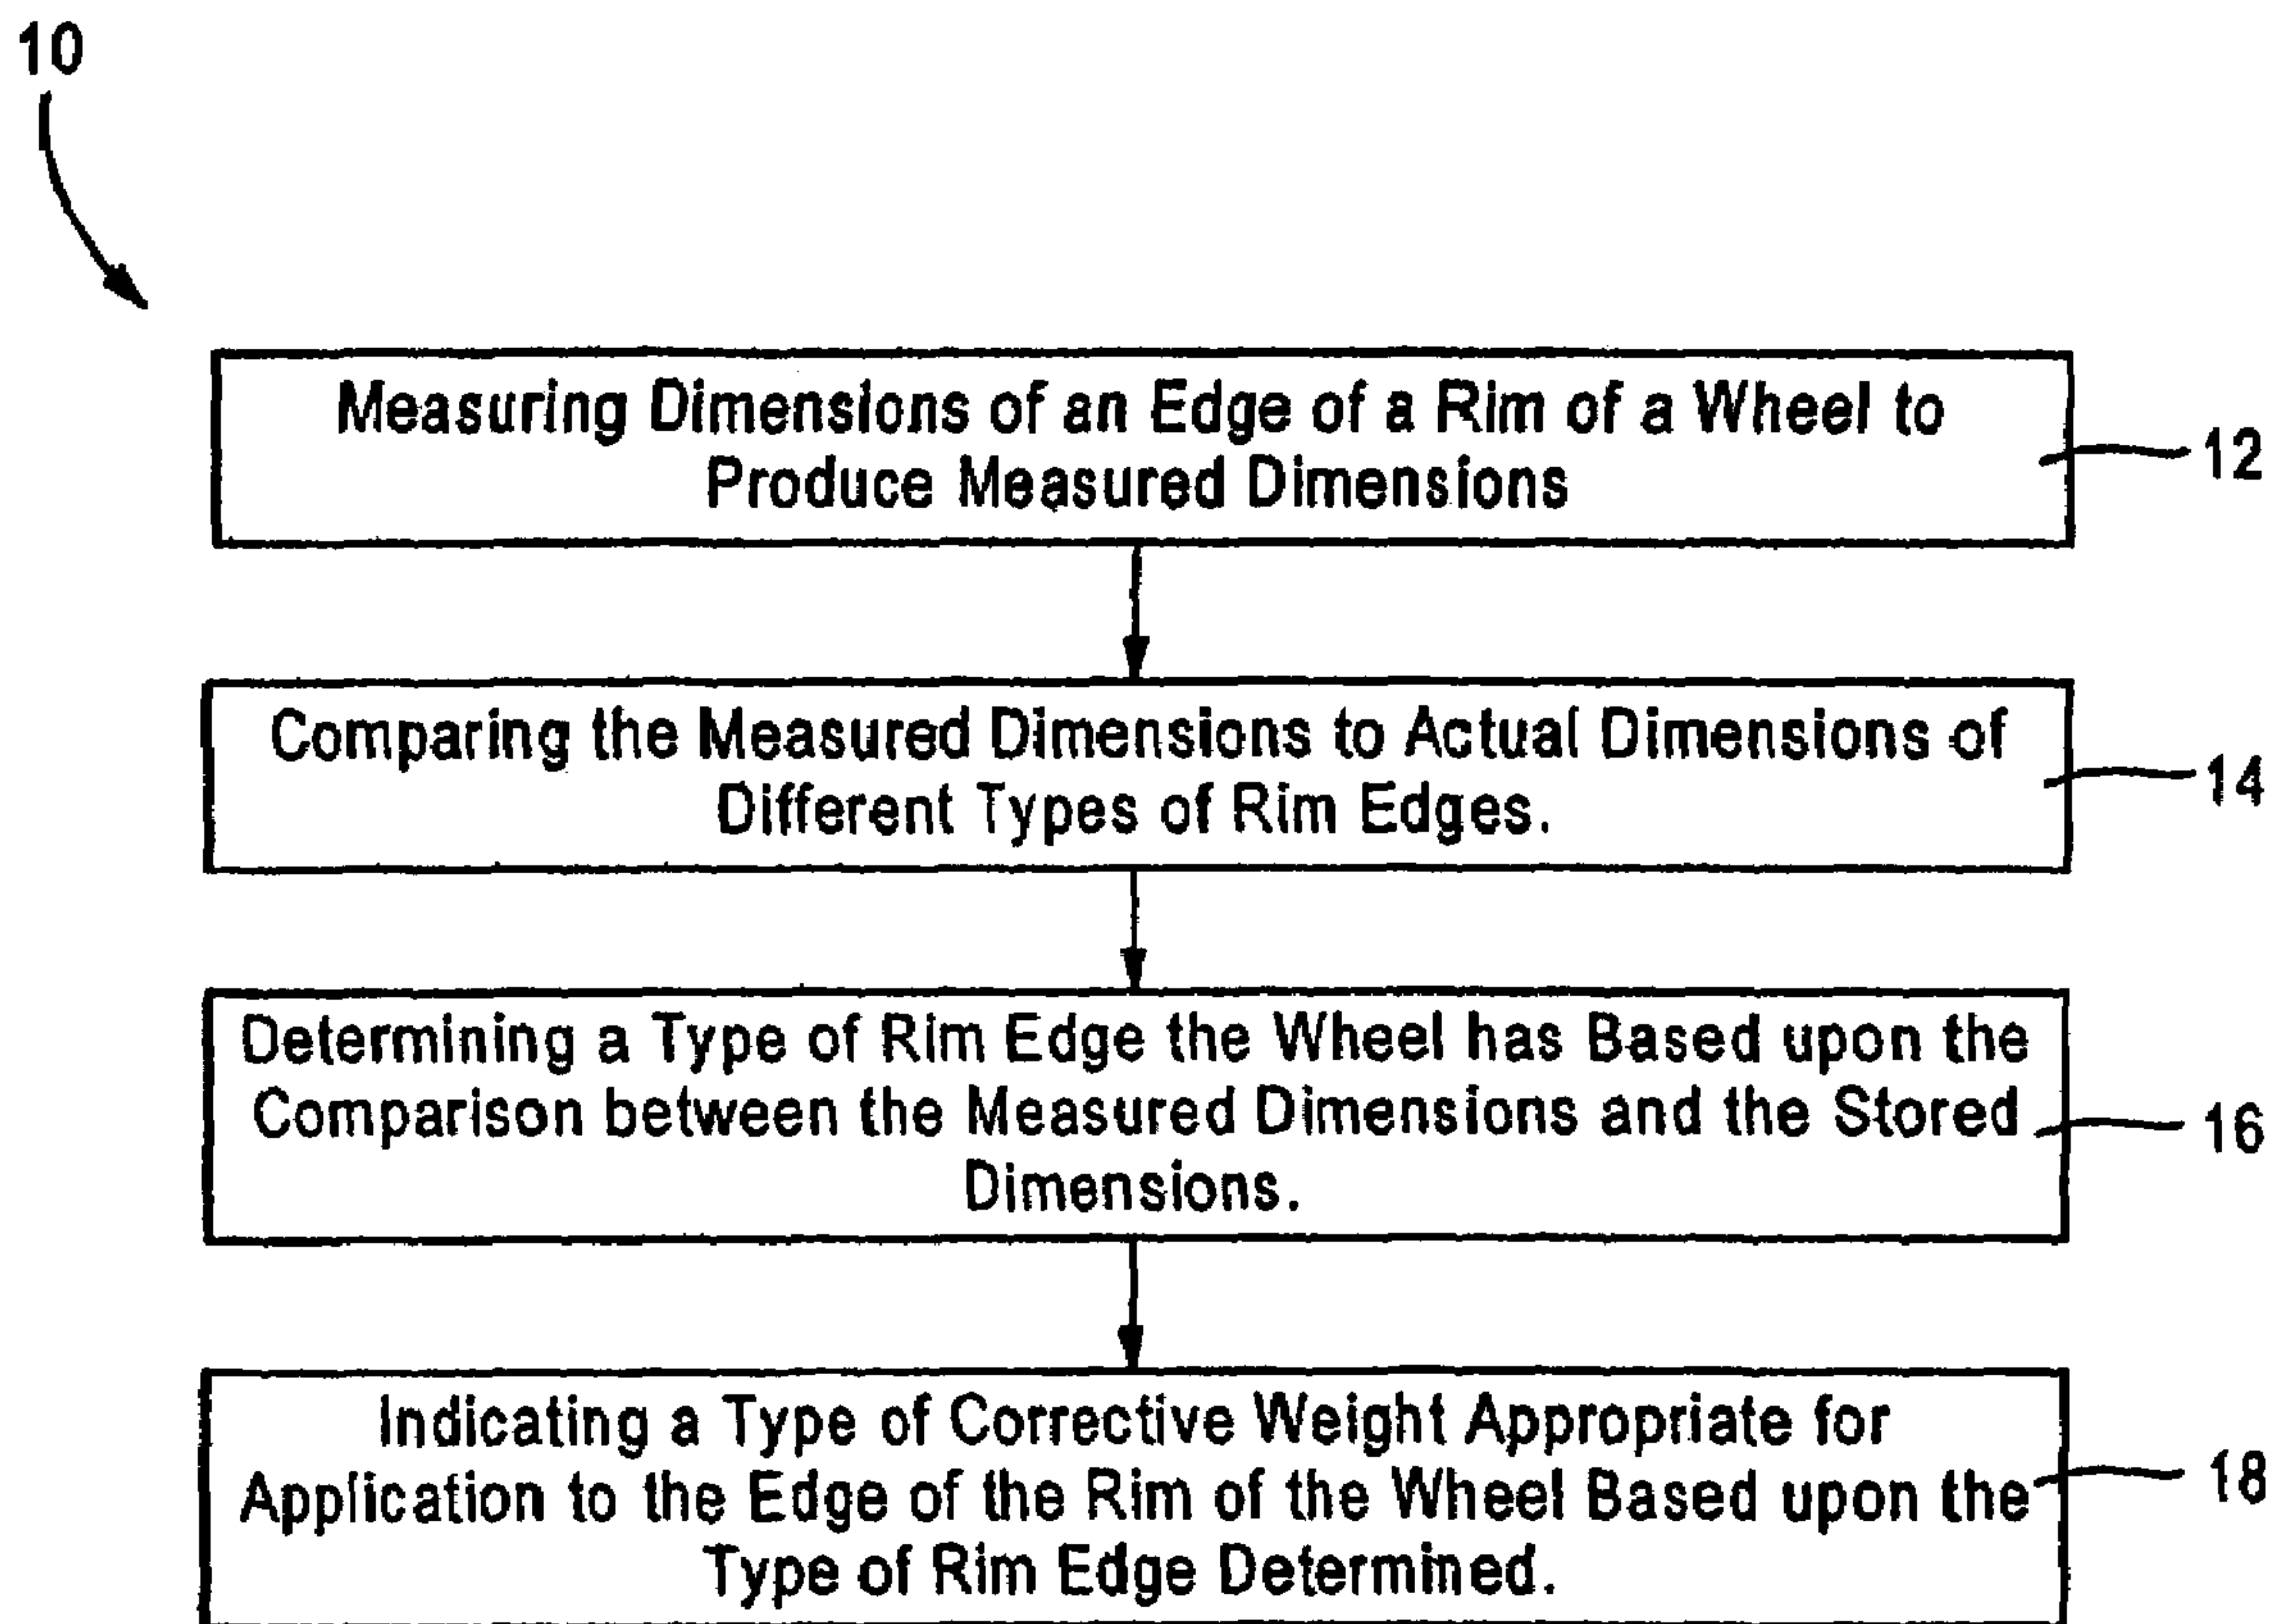 10
Measuring Dimensions of an Edge of a Rim of a Wheel to
Produce Measured Dimensions
12
Comparing the Measured Dimensions to Actual Dimensions of
Different Types of Rim Edges.
14
Determining a Type of Rim Edge the Wheel has Based upon the
Comparison between the Measured Dimensions and the Stored
Dimensions.
16
Indicating a Type of Corrective Weight Appropriate for
Application to the Edge of the Rim of the Wheel Based upon the
Type of Rim Edge Determined.
18